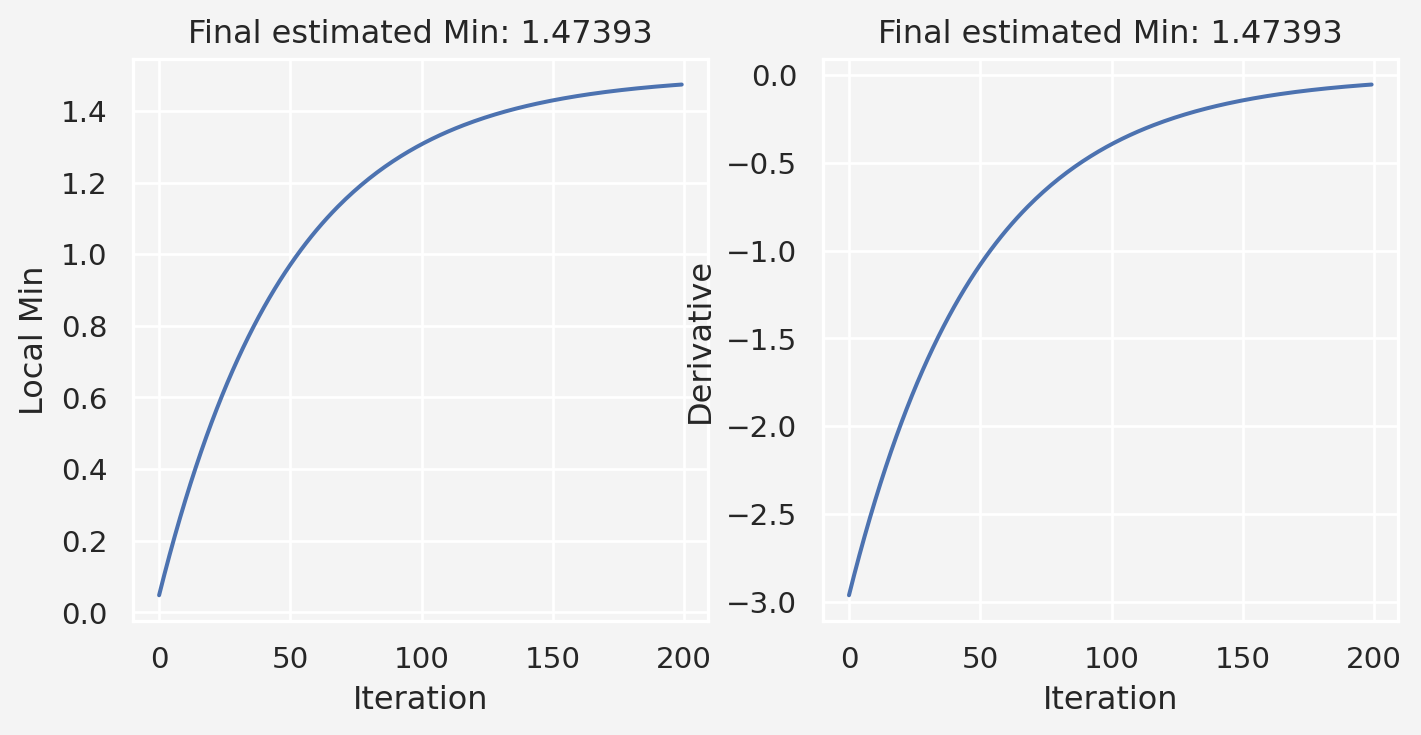 Final estimated Min: 1.47393
Local Min
1.4
1.2
1.0
0.8
0.6
0.4
0.2
0.0
0 50 100 150 200
Iteration
Final estimated Min: 1.47393
Derivative
0.0
−0.5
−1.0
−1.5
−2.0
−2.5
−3.0
0 50 100 150 200
Iteration